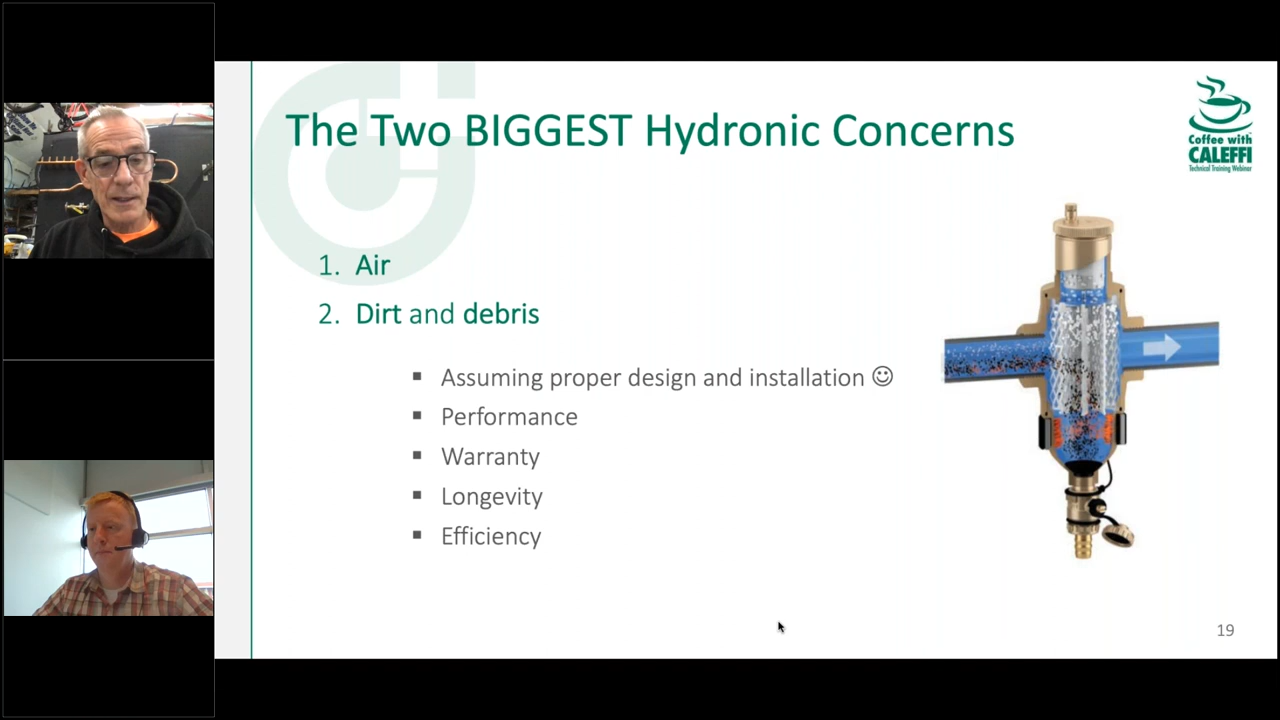 The Two BIGGEST Hydronic Concerns
Coffee with
CALEFFI
Technical Training Webinar
1. Air
2. Dirt and debris
▪ Assuming proper design and installation ☺
▪ Performance
▪ Warranty
▪ Longevity
▪ Efficiency
19